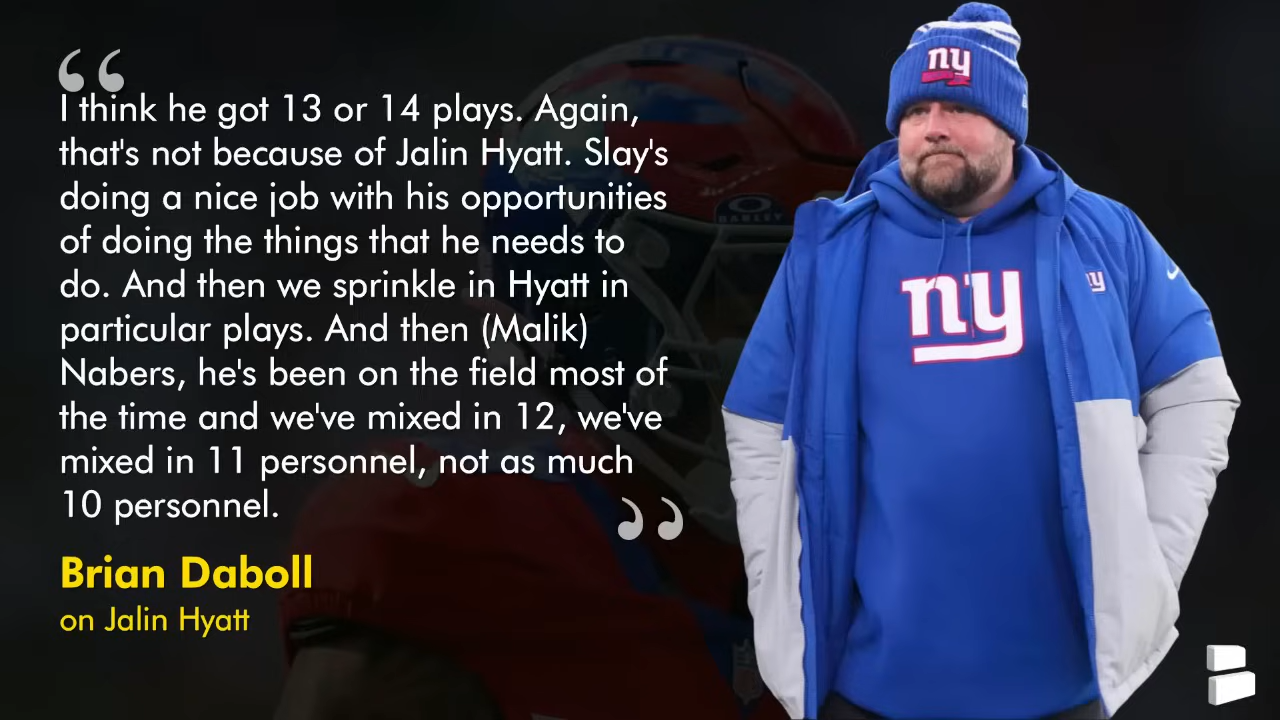 “
I think he got 13 or 14 plays. Again,
that's not because of Jalin Hyatt. Slay's
doing a nice job with his opportunities
of doing the things that he needs to
do. And then we sprinkle in Hyatt in
particular plays. And then (Malik)
Nabers, he's been on the field most of
the time and we've mixed in 12, we've
mixed in 11 personnel, not as much
10 personnel.
”
Brian Daboll
on Jalin Hyatt
ny
ny
ny
OAKLEY